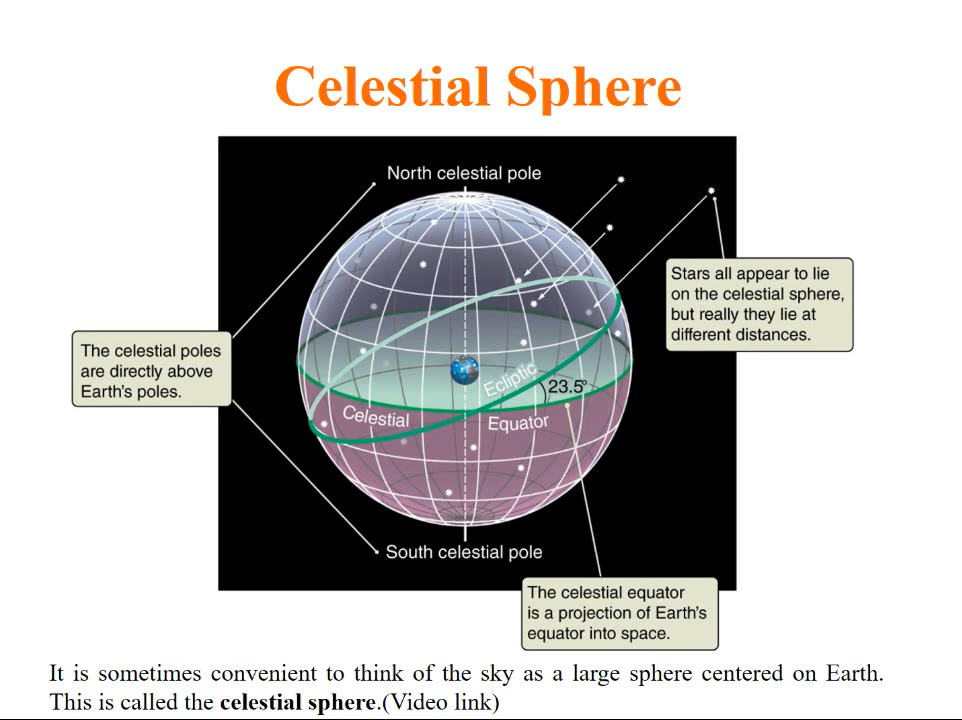 Celestial Sphere
North celestial pole
Stars all appear to lie
on the celestial sphere,
but really they lie at
different distances.
The celestial poles
are directly above
Earth's poles.
Ecliptic
23.5°
Celestial Equator
South celestial pole
The celestial equator
is a projection of Earth's
equator into space.
It is sometimes convenient to think of the sky as a large sphere centered on Earth.
This is called the celestial sphere.(Video link)